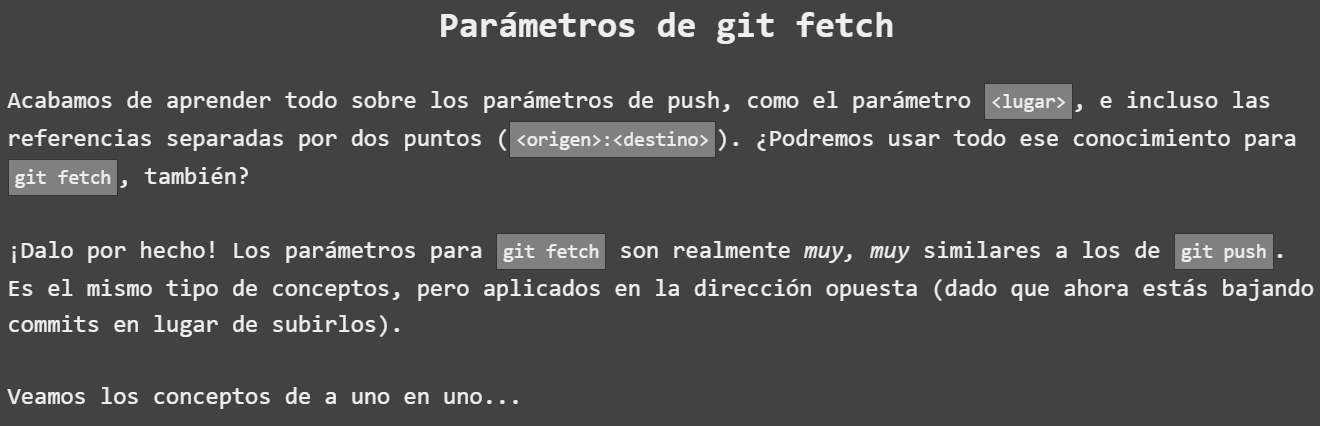 Parámetros de git fetch
Acabamos de aprender todo sobre los parámetros de push, como el parámetro <lugar>, e incluso las
referencias separadas por dos puntos (<origen>:<destino>). ¿Podremos usar todo ese conocimiento para
git fetch, también?
¡Dalo por hecho! Los parámetros para git fetch son realmente muy, muy similares a los de git push.
Es el mismo tipo de conceptos, pero aplicados en la dirección opuesta (dado que ahora estás bajando
commits en lugar de subirlos).
Veamos los conceptos de a uno en uno...